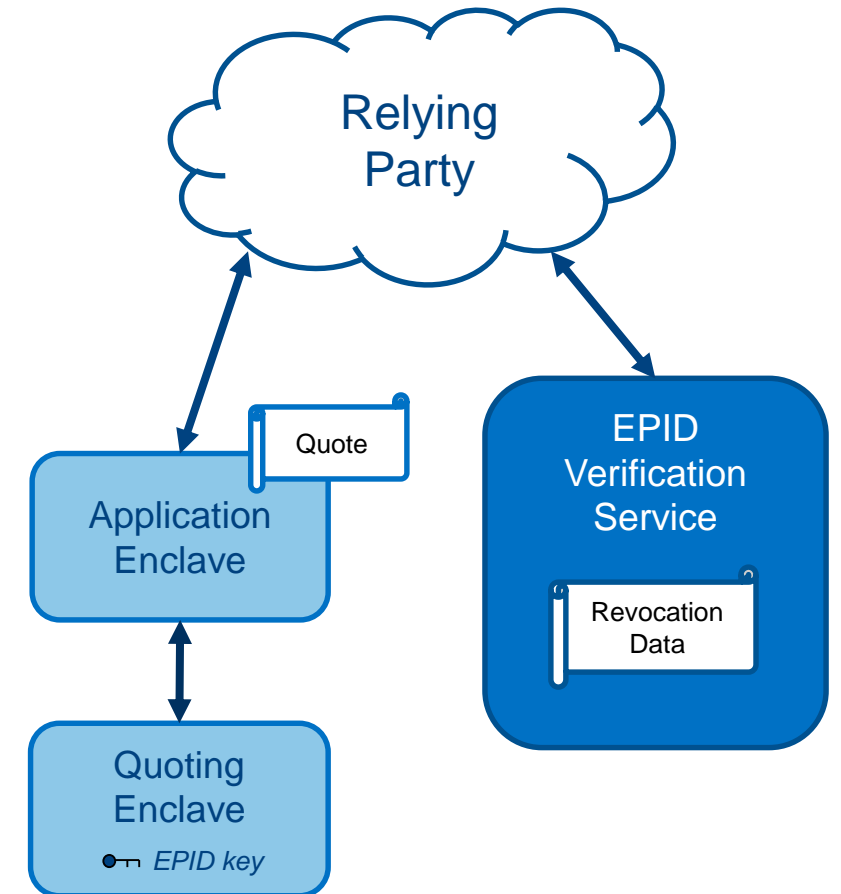 Relying
Party
Quote
Application
Enclave
EPID
Verification
Service
Revocation
Data
Quoting
Enclave
EPID key